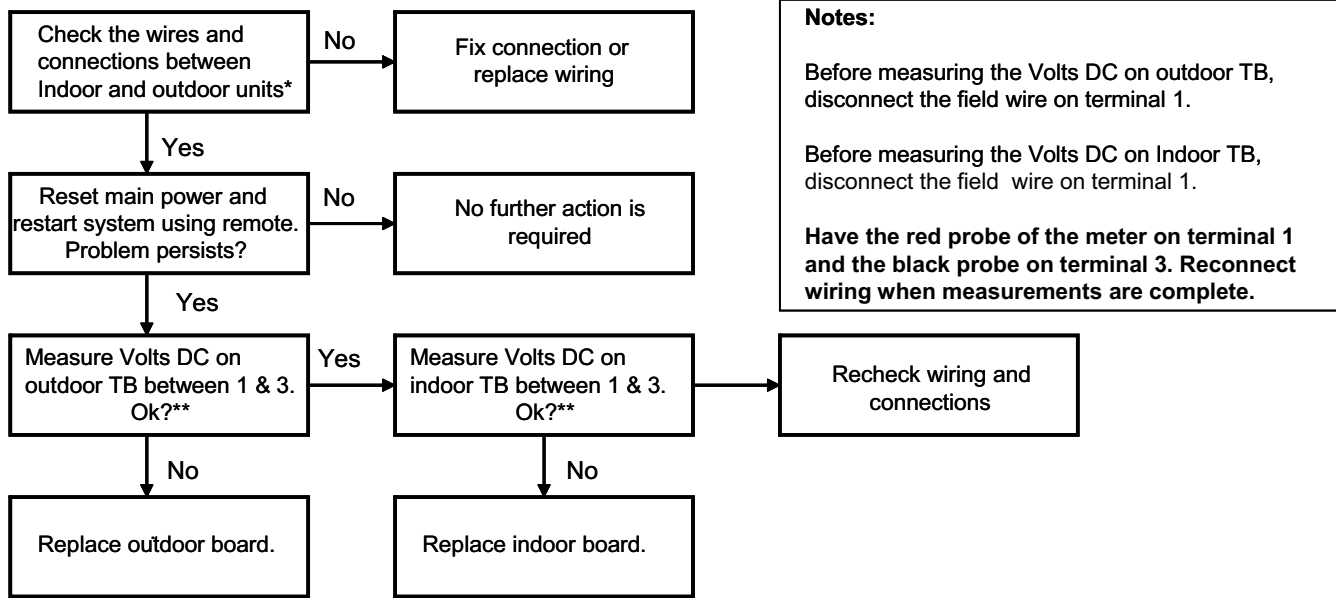 Check the wires and
connections between
Indoor and outdoor units*
No
Fix connection or
replace wiring
Yes
Reset main power and
restart system using remote.
Problem persists?
No
No further action is
required
Yes
Measure Volts DC on
outdoor TB between 1 & 3.
Ok?**
Yes
Measure Volts DC on
indoor TB between 1 & 3.
Ok?**
Recheck wiring and
connections
No
No
Replace outdoor board.
Replace indoor board.
Notes:
Before measuring the Volts DC on outdoor TB,
disconnect the field wire on terminal 1.
Before measuring the Volts DC on Indoor TB,
disconnect the field wire on terminal 1.
Have the red probe of the meter on terminal 1
and the black probe on terminal 3. Reconnect
wiring when measurements are complete.